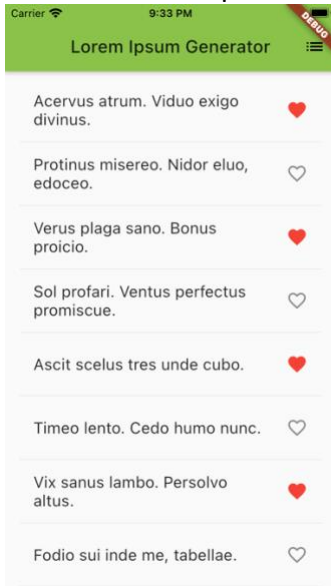 Carrier 9:33 PM
DEBUG
Lorem Ipsum Generator
Acervus atrum. Viduo exigo
divinus.
Protinus misereo. Nidor eluo,
edoceo.
Verus plaga sano. Bonus
proicio.
Sol profari. Ventus perfectus
promiscue.
Ascit scelus tres unde cubo.
Timeo lento. Cedo humo nunc.
Vix sanus lambo. Persolvo
altus.
Fodio sui inde me, tabellae.